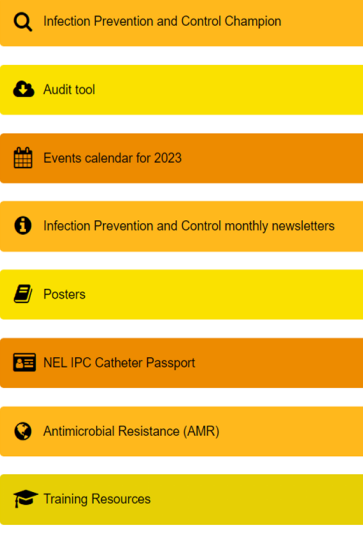 Infection Prevention and Control Champion
Audit tool
Events calendar for 2023
Infection Prevention and Control monthly newsletters
Posters
NEL IPC Catheter Passport
Antimicrobial Resistance (AMR)
Training Resources